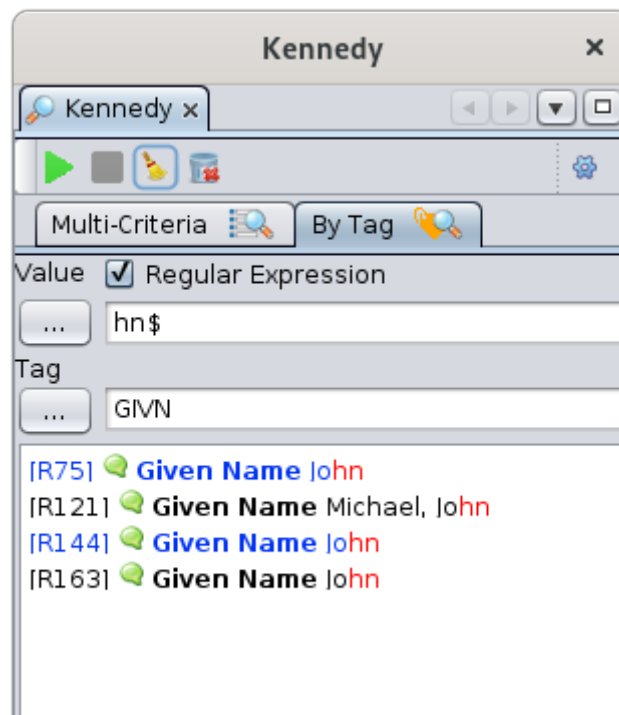 Kennedy
Kennedy
Multi-Criteria By Tag
Value Regular Expression
... hn$
Tag
... GIVN
[R75] Given Name John
[R121] Given Name Michael, John
[R144] Given Name John
[R163] Given Name John